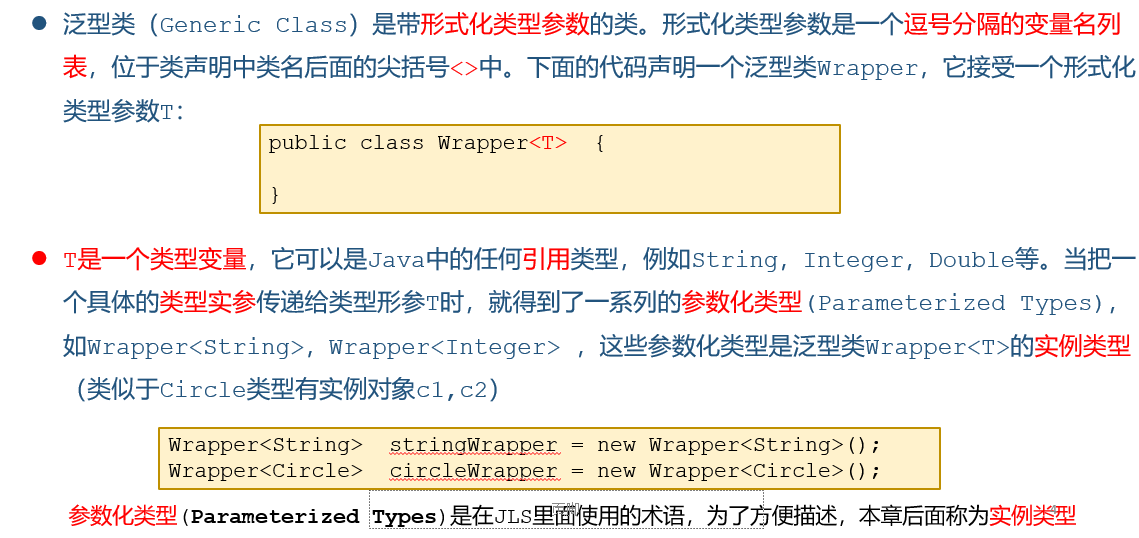 泛型类（Generic Class）是带形式化类型参数的类。形式化类型参数是一个逗号分隔的变量名列
表，位于类声明中类名后面的尖括号<>中。下面的代码声明一个泛型类Wrapper，它接受一个形式化
类型参数T：
public class Wrapper<T>  {
}
T是一个类型变量，它可以是Java中的任何引用类型，例如String，Integer，Double等。当把一
个具体的类型实参传递给类型形参T时，就得到了一系列的参数化类型(Parameterized Types)，
如Wrapper<String>，Wrapper<Integer> ，这些参数化类型是泛型类Wrapper<T>的实例类型
（类似于Circle类型有实例对象c1,c2）
Wrapper<String>  stringWrapper = new Wrapper<String>();
Wrapper<Circle>  circleWrapper = new Wrapper<Circle>();
参数化类型(Parameterized Types)是在JLS里面使用的术语，为了方便描述，本章后面称为实例类型
页脚